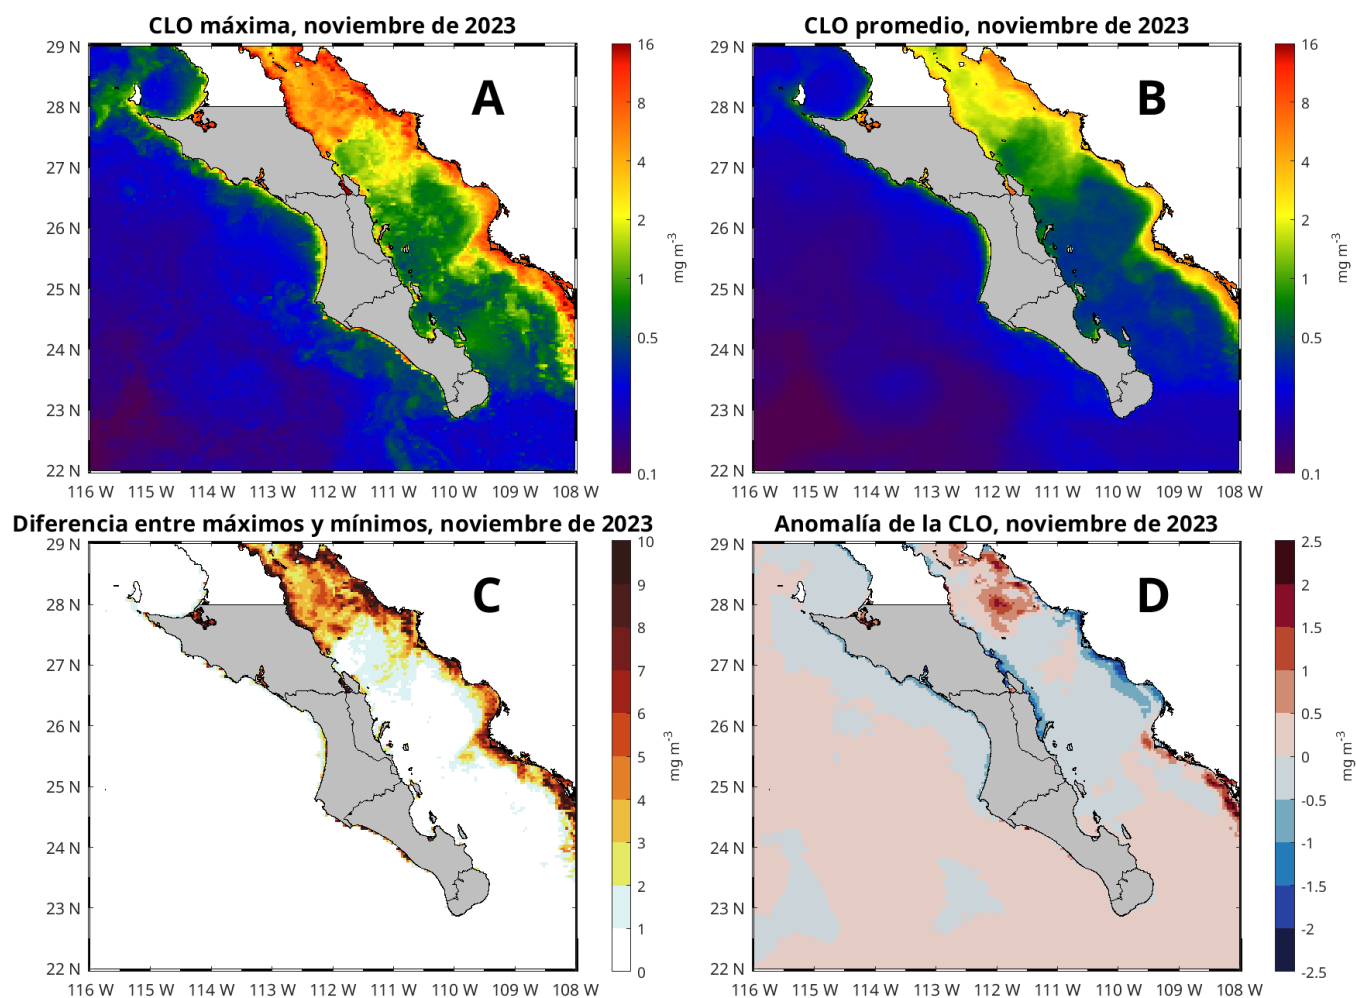 CLO máxima, noviembre de 2023
A
29 N
28 N
27 N
26 N
25 N
24 N
23 N
22 N
116 W 115 W 114 W 113 W 112 W 111 W 110 W 109 W 108 W
16
8
4
2
1
0.5
0.1
mg m-3
CLO promedio, noviembre de 2023
B
29 N
28 N
27 N
26 N
25 N
24 N
23 N
22 N
116 W 115 W 114 W 113 W 112 W 111 W 110 W 109 W 108 W
16
8
4
2
1
0.5
0.1
mg m-3
Diferencia entre máximos y mínimos, noviembre de 2023
C
29 N
28 N
27 N
26 N
25 N
24 N
23 N
22 N
116 W 115 W 114 W 113 W 112 W 111 W 110 W 109 W 108 W
10
9
8
7
6
5
4
3
2
1
0
mg m-3
Anomalía de la CLO, noviembre de 2023
D
29 N
28 N
27 N
26 N
25 N
24 N
23 N
22 N
116 W 115 W 114 W 113 W 112 W 111 W 110 W 109 W 108 W
2.5
2
1.5
1
0.5
0
-0.5
-1
-1.5
-2
-2.5
mg m-3